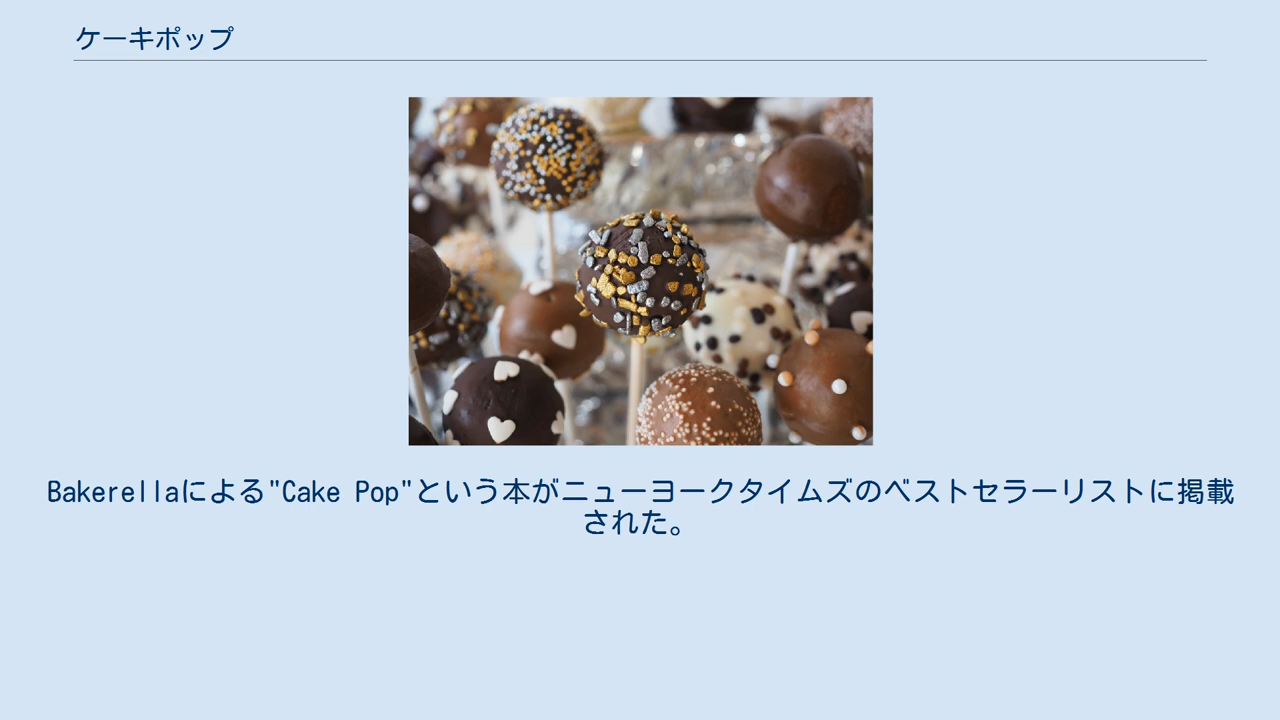 ケーキポップ
Bakerellaによる"Cake Pop"という本がニューヨークタイムズのベストセラーリストに掲載
された。